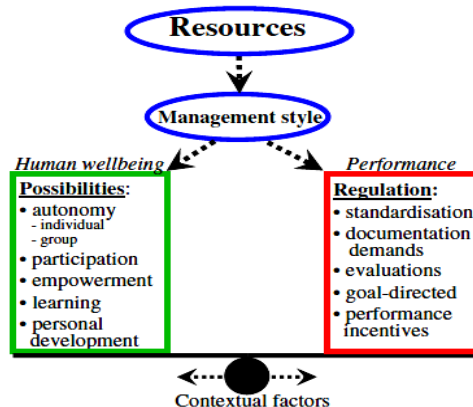 Resources
Management style
Human wellbeing
Possibilities:
• autonomy
- individual
- group
• participation
• empowerment
• learning
• personal
development
Performance
Regulation:
• standardisation
• documentation
demands
• evaluations
• goal-directed
• performance
incentives
Contextual factors